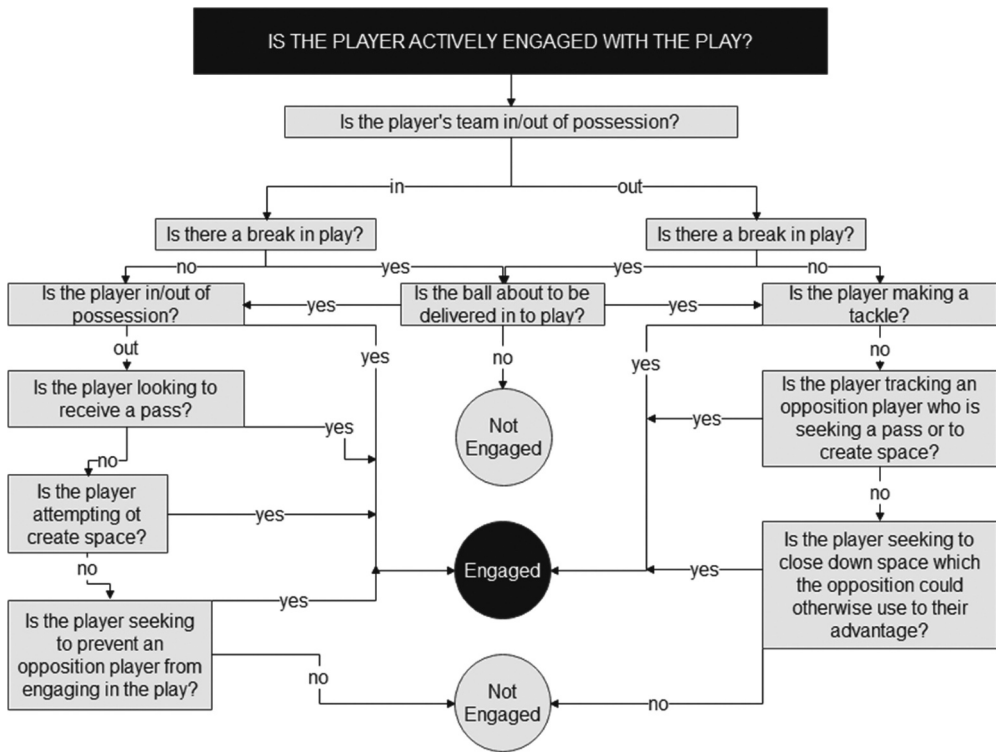 IS THE PLAYER ACTIVELY ENGAGED WITH THE PLAY?
Is the player's team in/out of possession?
in
out
Is there a break in play?
Is there a break in play?
no
yes
yes
no
Is the player in/out of
possession?
yes
Is the ball about to be
delivered in to play?
yes
Is the player making a
tackle?
out
yes
no
yes
no
Is the player looking to
receive a pass?
yes
Not
Engaged
Is the player tracking an
opposition player who is
seeking a pass or to
create space?
yes
no
no
Is the player
attempting ot
create space?
yes
no
Engaged
Is the player seeking to
close down space which
the opposition could
otherwise use to their
advantage?
yes
Is the player seeking
to prevent an
opposition player from
engaging in the play?
yes
no
Not
Engaged
no